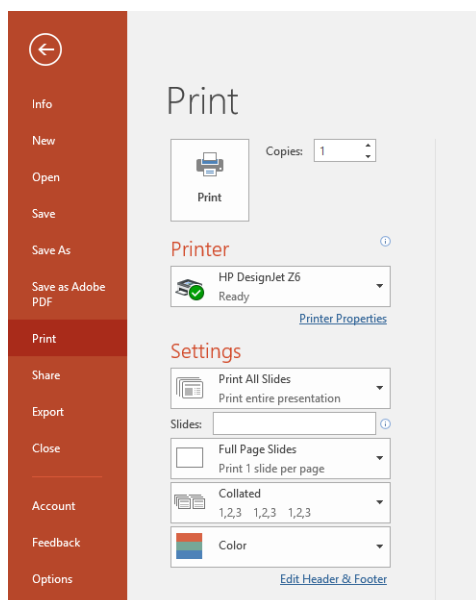 Info
New
Open
Save
Save As
Save as Adobe
PDF
Print
Share
Export
Close
Account
Feedback
Options
Print
Copies: 1
Print
Printer
HP DesignJet Z6
Ready
Printer Properties
Settings
Print All Slides
Print entire presentation
Slides:
Full Page Slides
Print 1 slide per page
Collated
1,2,3 1,2,3 1,2,3
Color
Edit Header & Footer